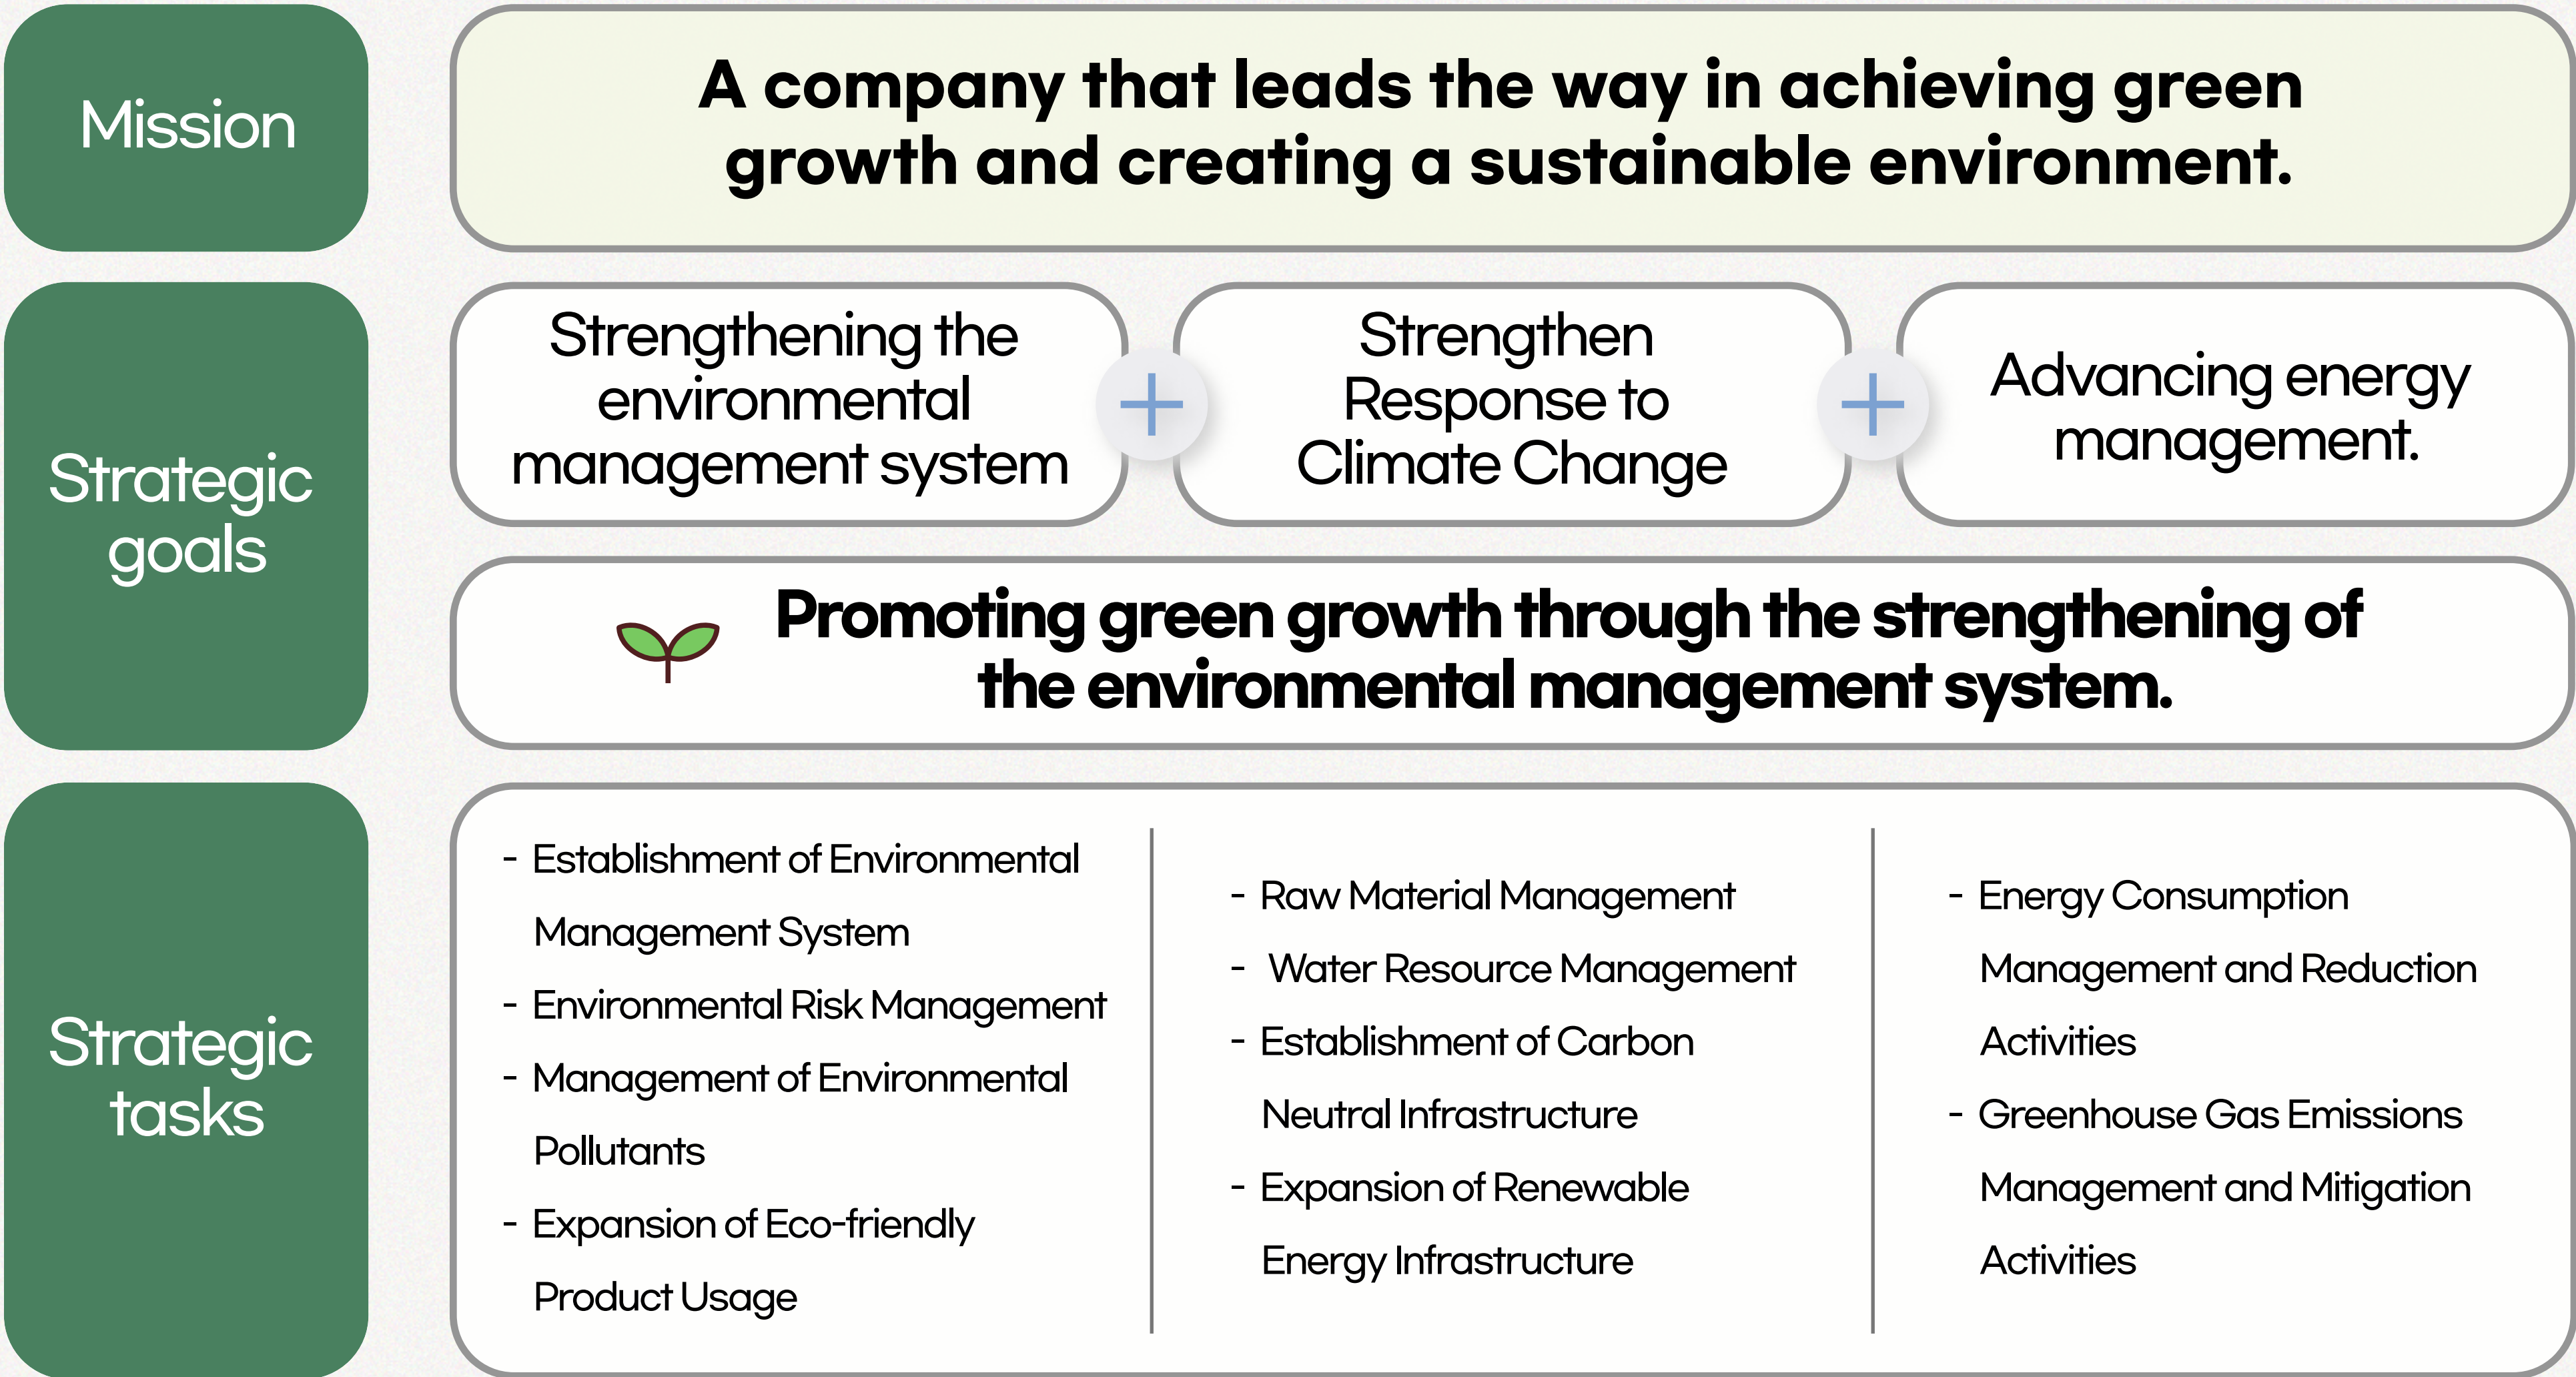 Mission
A company that leads the way in achieving green
growth and creating a sustainable environment.
Strategic
goals
Strengthening the
environmental
management system
Strengthen
Response to
Climate Change
Advancing energy
management.
Promoting green growth through the strengthening of
the environmental management system.
Strategic
tasks
- Establishment of Environmental
Management System
- Environmental Risk Management
- Management of Environmental
Pollutants
- Expansion of Eco-friendly
Product Usage
- Raw Material Management
- Water Resource Management
- Establishment of Carbon
Neutral Infrastructure
- Expansion of Renewable
Energy Infrastructure
- Energy Consumption
Management and Reduction
Activities
- Greenhouse Gas Emissions
Management and Mitigation
Activities